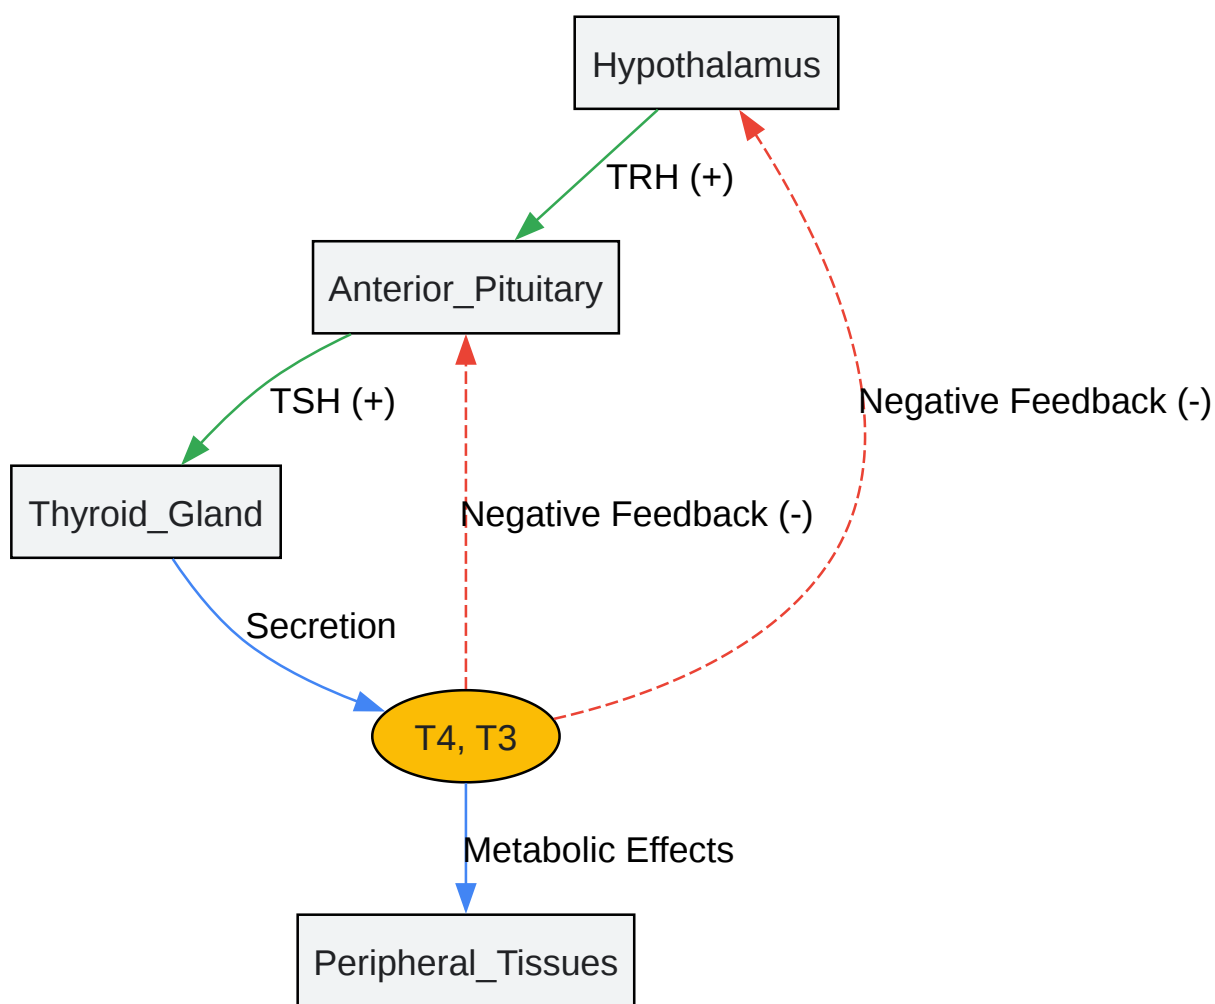 Hypothalamus
TRH (+)
Anterior_Pituitary
TSH (+)
Negative Feedback (-)
Thyroid_Gland
Negative Feedback (-)
Secretion
T4, T3
Metabolic Effects
Peripheral_Tissues